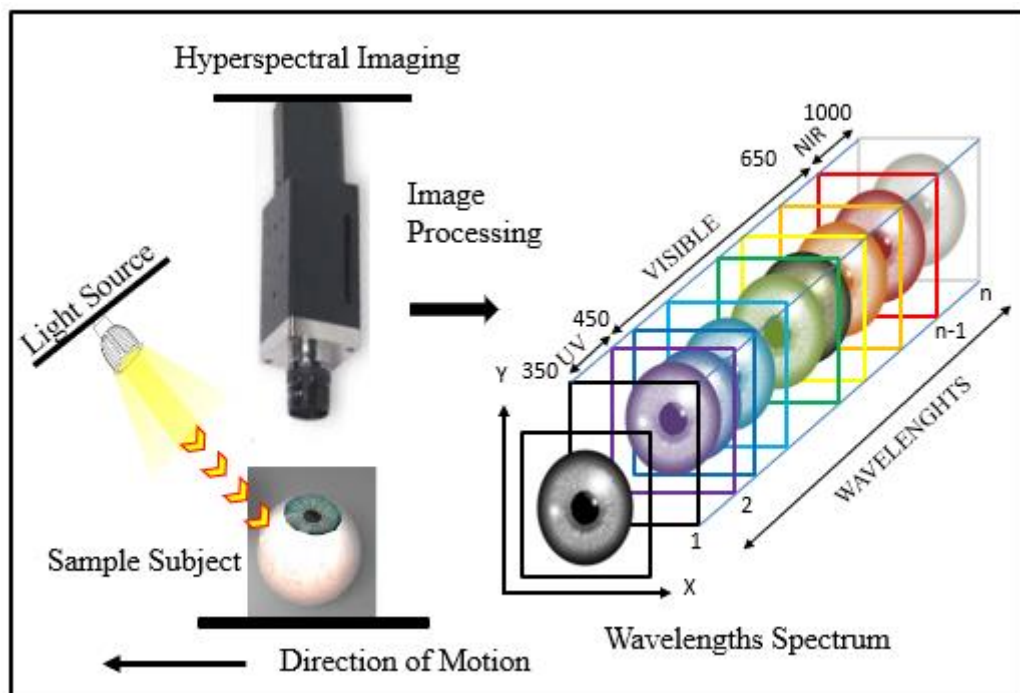 Hyperspectral Imaging
Light Source
Image
Processing
Sample Subject
Direction of Motion
1000
NIR
650
VISIBLE
450
UV
350
Y
X
1
2
n-1
n
WAVELENGHTS
Wavelengths Spectrum